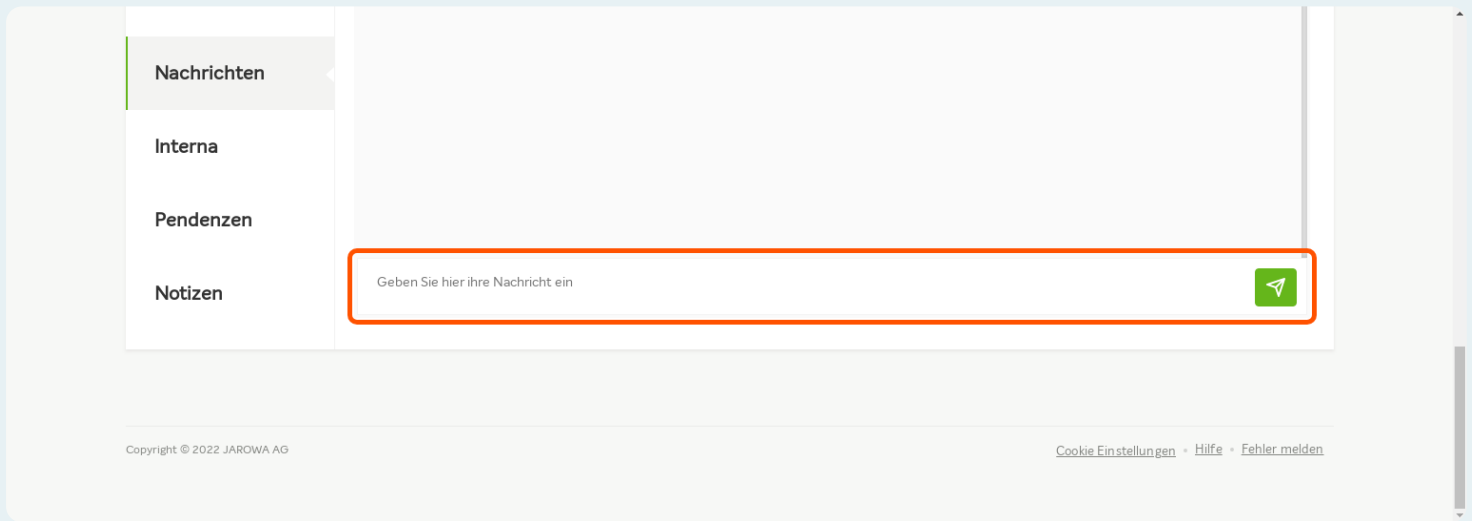 Nachrichten
Interna
Pendenzen
Notizen
Geben Sie hier ihre Nachricht ein
Copyright © 2022 JAROWA AG
Cookie Einstellungen • Hilfe • Fehler melden